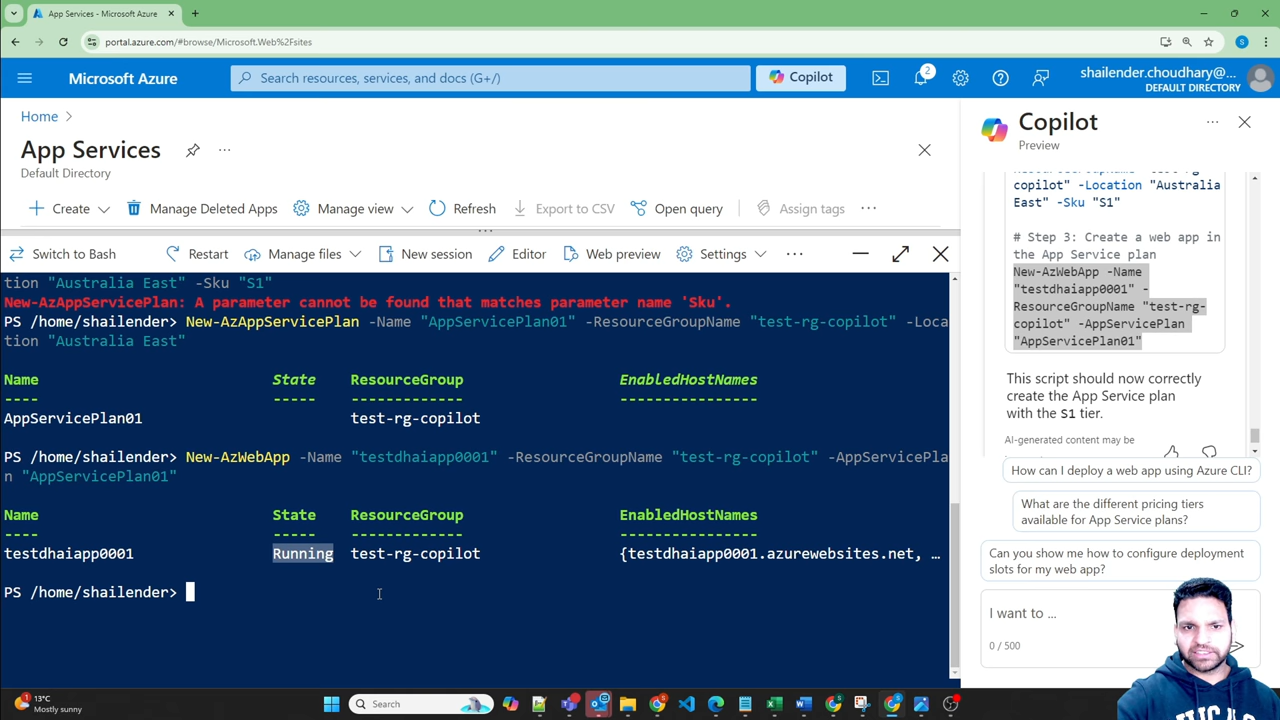 App Services - Microsoft Azure
portal.azure.com/#browse/Microsoft.Web%2Fsites
Microsoft Azure
Search resources, services, and docs (G+/)
Copilot
2
shailender.choudhary@...
DEFAULT DIRECTORY
Home
App Services
Default Directory
Create
Manage Deleted Apps
Manage view
Refresh
Export to CSV
Open query
Assign tags
Switch to Bash
Restart
Manage files
New session
Editor
Web preview
Settings
tion "Australia East" -Sku "S1"
New-AzAppServicePlan: A parameter cannot be found that matches parameter name 'Sku'.
PS /home/shailender> New-AzAppServicePlan -Name "AppServicePlan01" -ResourceGroupName "test-rg-copilot" -Loca
tion "Australia East"
Name State ResourceGroup EnabledHostNames
---- ----- ------------- ----------------
AppServicePlan01 test-rg-copilot
PS /home/shailender> New-AzWebApp -Name "testdhaiapp0001" -ResourceGroupName "test-rg-copilot" -AppServicePla
n "AppServicePlan01"
Name State ResourceGroup EnabledHostNames
---- ----- ------------- ----------------
testdhaiapp0001 Running test-rg-copilot {testdhaiapp0001.azurewebsites.net, …
PS /home/shailender>
Copilot
Preview
copilot" -Location "Australia
East" -Sku "S1"
# Step 3: Create a web app in
the App Service plan
New-AzWebApp -Name
"testdhaiapp0001" -
ResourceGroupName "test-rg-
copilot" -AppServicePlan
"AppServicePlan01"
This script should now correctly
create the App Service plan
with the S1 tier.
AI-generated content may be
How can I deploy a web app using Azure CLI?
What are the different pricing tiers
available for App Service plans?
Can you show me how to configure deployment
slots for my web app?
I want to ...
0 / 500
1
13°C
Mostly sunny
Search